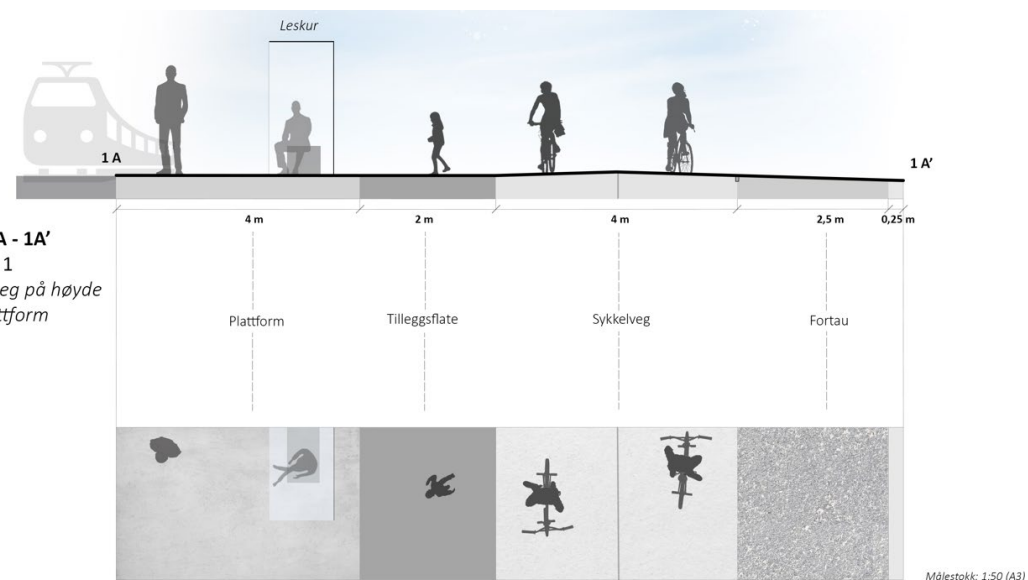 Leskur
1 A
1 A’
4 m
2 m
4 m
2,5 m
0,25 m
A - 1A’
1
eg på høyde
Plattform
Tilleggsflate
Sykkelveg
Fortau
Målestokk: 1:50 (A3)